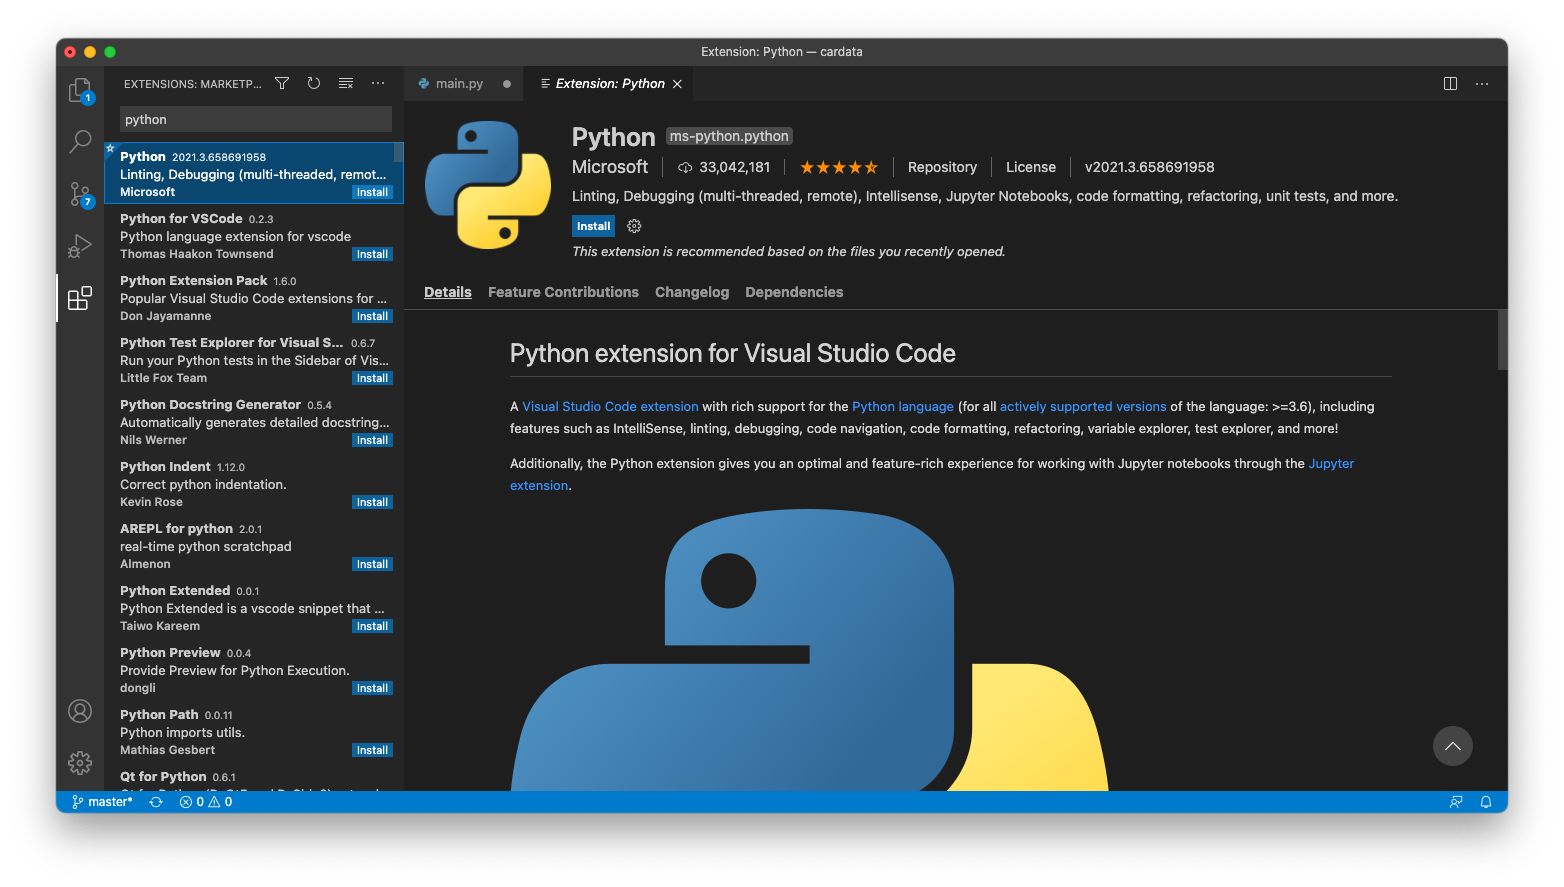 Extension: Python — cardata
EXTENSIONS: MARKETP...
main.py
Extension: Python
1
7
python
Python 2021.3.658691958
Linting, Debugging (multi-threaded, remot...
Microsoft Install
Python for VSCode 0.2.3
Python language extension for vscode
Thomas Haakon Townsend Install
Python Extension Pack 1.6.0
Popular Visual Studio Code extensions for ...
Don Jayamanne Install
Python Test Explorer for Visual S... 0.6.7
Run your Python tests in the Sidebar of Vis...
Little Fox Team Install
Python Docstring Generator 0.5.4
Automatically generates detailed docstring...
Nils Werner Install
Python Indent 1.12.0
Correct python indentation.
Kevin Rose Install
AREPL for python 2.0.1
real-time python scratchpad
Almenon Install
Python Extended 0.0.1
Python Extended is a vscode snippet that ...
Taiwo Kareem Install
Python Preview 0.0.4
Provide Preview for Python Execution.
dongli Install
Python Path 0.0.11
Python imports utils.
Mathias Gesbert Install
Qt for Python 0.6.1
Python ms-python.python
Microsoft 33,042,181 Repository License v2021.3.658691958
Linting, Debugging (multi-threaded, remote), Intellisense, Jupyter Notebooks, code formatting, refactoring, unit tests, and more.
Install
This extension is recommended based on the files you recently opened.
Details Feature Contributions Changelog Dependencies
Python extension for Visual Studio Code
A Visual Studio Code extension with rich support for the Python language (for all actively supported versions of the language: >=3.6), including
features such as IntelliSense, linting, debugging, code navigation, code formatting, refactoring, variable explorer, test explorer, and more!
Additionally, the Python extension gives you an optimal and feature-rich experience for working with Jupyter notebooks through the Jupyter
extension.
master* 0 0